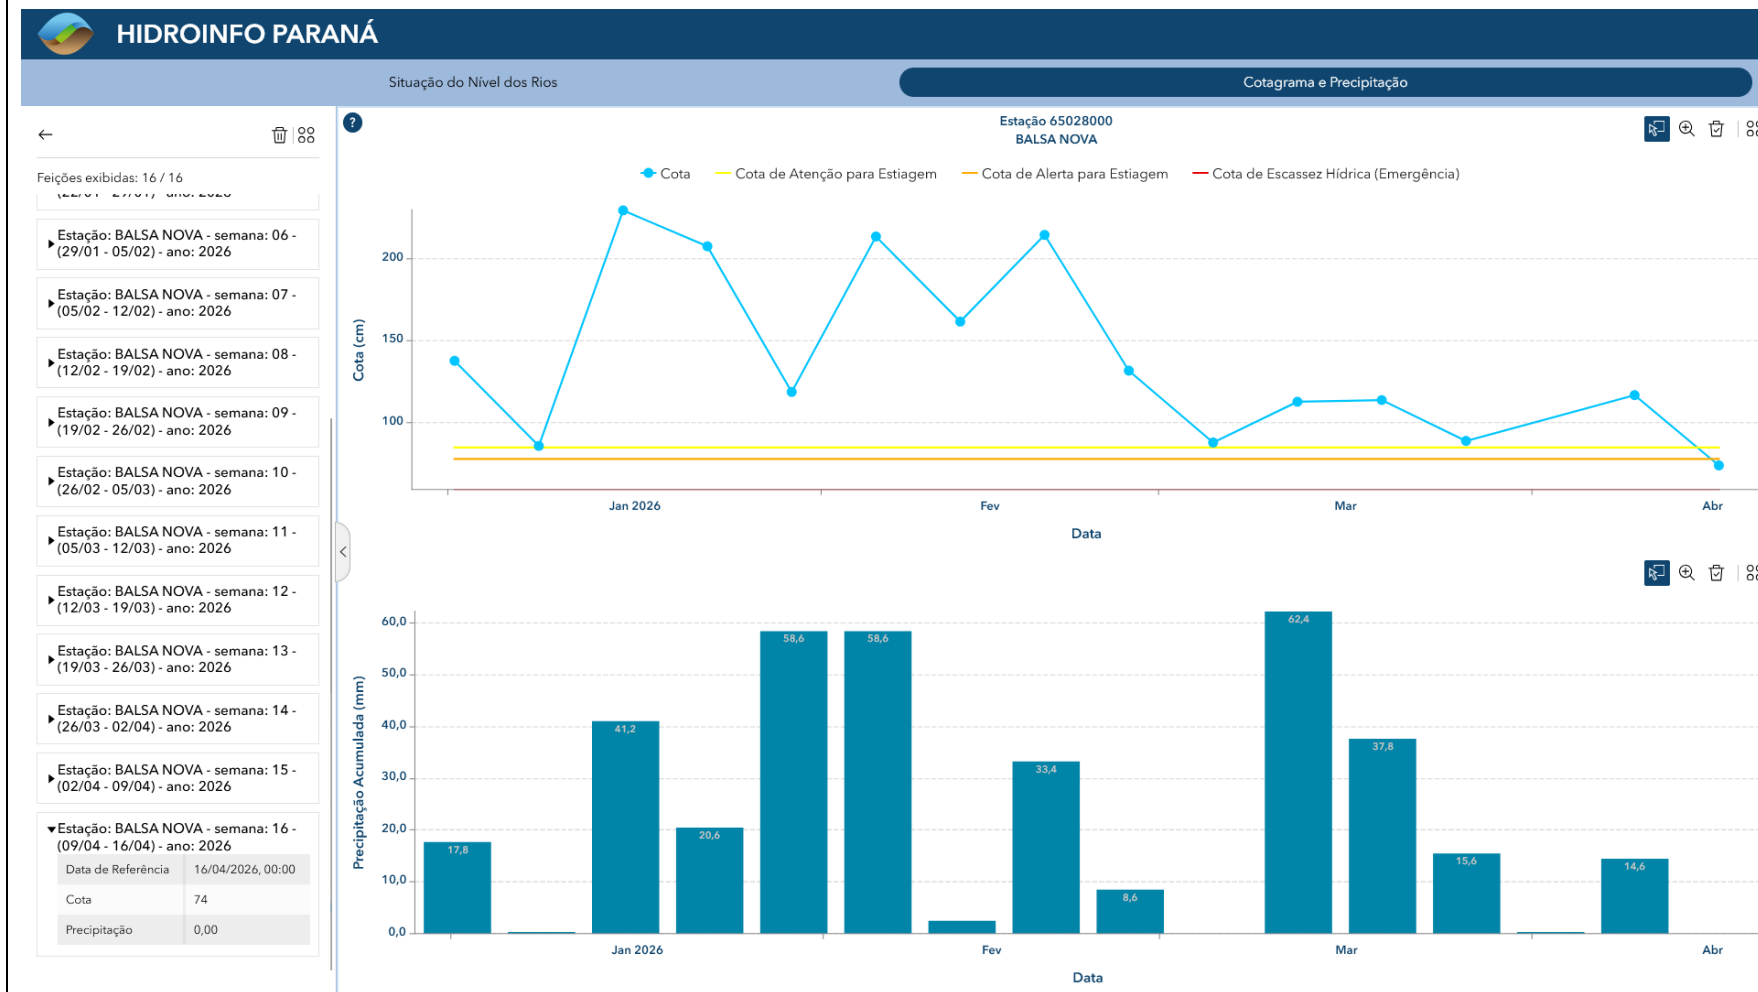 HIDROINFO PARANÁ
Situação do Nível dos Rios
Cotagrama e Precipitação
Feições exibidas: 16 / 16
(22/01 - 29/01) - ano: 2026
Estação: BALSA NOVA - semana: 06 -
(29/01 - 05/02) - ano: 2026
Estação: BALSA NOVA - semana: 07 -
(05/02 - 12/02) - ano: 2026
Estação: BALSA NOVA - semana: 08 -
(12/02 - 19/02) - ano: 2026
Estação: BALSA NOVA - semana: 09 -
(19/02 - 26/02) - ano: 2026
Estação: BALSA NOVA - semana: 10 -
(26/02 - 05/03) - ano: 2026
Estação: BALSA NOVA - semana: 11 -
(05/03 - 12/03) - ano: 2026
Estação: BALSA NOVA - semana: 12 -
(12/03 - 19/03) - ano: 2026
Estação: BALSA NOVA - semana: 13 -
(19/03 - 26/03) - ano: 2026
Estação: BALSA NOVA - semana: 14 -
(26/03 - 02/04) - ano: 2026
Estação: BALSA NOVA - semana: 15 -
(02/04 - 09/04) - ano: 2026
Estação: BALSA NOVA - semana: 16 -
(09/04 - 16/04) - ano: 2026
Data de Referência 16/04/2026, 00:00
Cota 74
Precipitação 0,00
?
Estação 65028000
BALSA NOVA
Cota Cota de Atenção para Estiagem Cota de Alerta para Estiagem Cota de Escassez Hídrica (Emergência)
Cota (cm)
200
150
100
Jan 2026 Fev Mar Abr
Data
Precipitação Acumulada (mm)
60,0
50,0
40,0
30,0
20,0
10,0
0,0
17,8
41,2
20,6
58,6
58,6
33,4
8,6
62,4
37,8
15,6
14,6
Jan 2026 Fev Mar Abr
Data